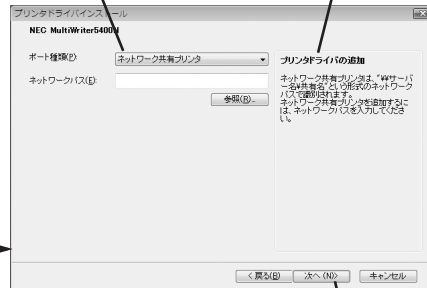 プリンタドライバインストール
NEC MultiWriter5400N
ポート種類(P):
ネットワーク共有プリンタ
ネットワークパス(E):
参照(R)...
プリンタドライバの追加
ネットワーク共有プリンタは、"¥¥サーバ
ー名¥共有名"という形式のネットワーク
パスで識別されます。
ネットワーク共有プリンタを追加するに
は、ネットワークパスを入力してくださ
い。
< 戻る(B)
次へ (N)>
キャンセル